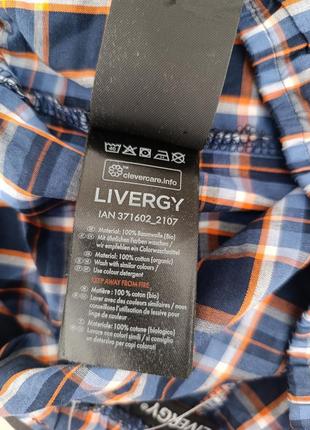 clevercare.info
LIVERGY
IAN 371602_2107
Material: 100% Baumwolle (Bio)
Mit ähnlichen Farben waschen /
wir empfehlen ein Colorwaschmittel
Material: 100% cotton (organic)
Wash with similar colours /
Use colour detergent
KEEP AWAY FROM FIRE
Matière : 100% coton (bio)
Laver avec des couleurs similaires / nous
conseillons l'utilisation de lessive pour
linge de couleur
Materiale: 100% cotone (biologico)
Lavare con colori simili / si consiglia
un detersivo per capi colorati
LIVERGY®